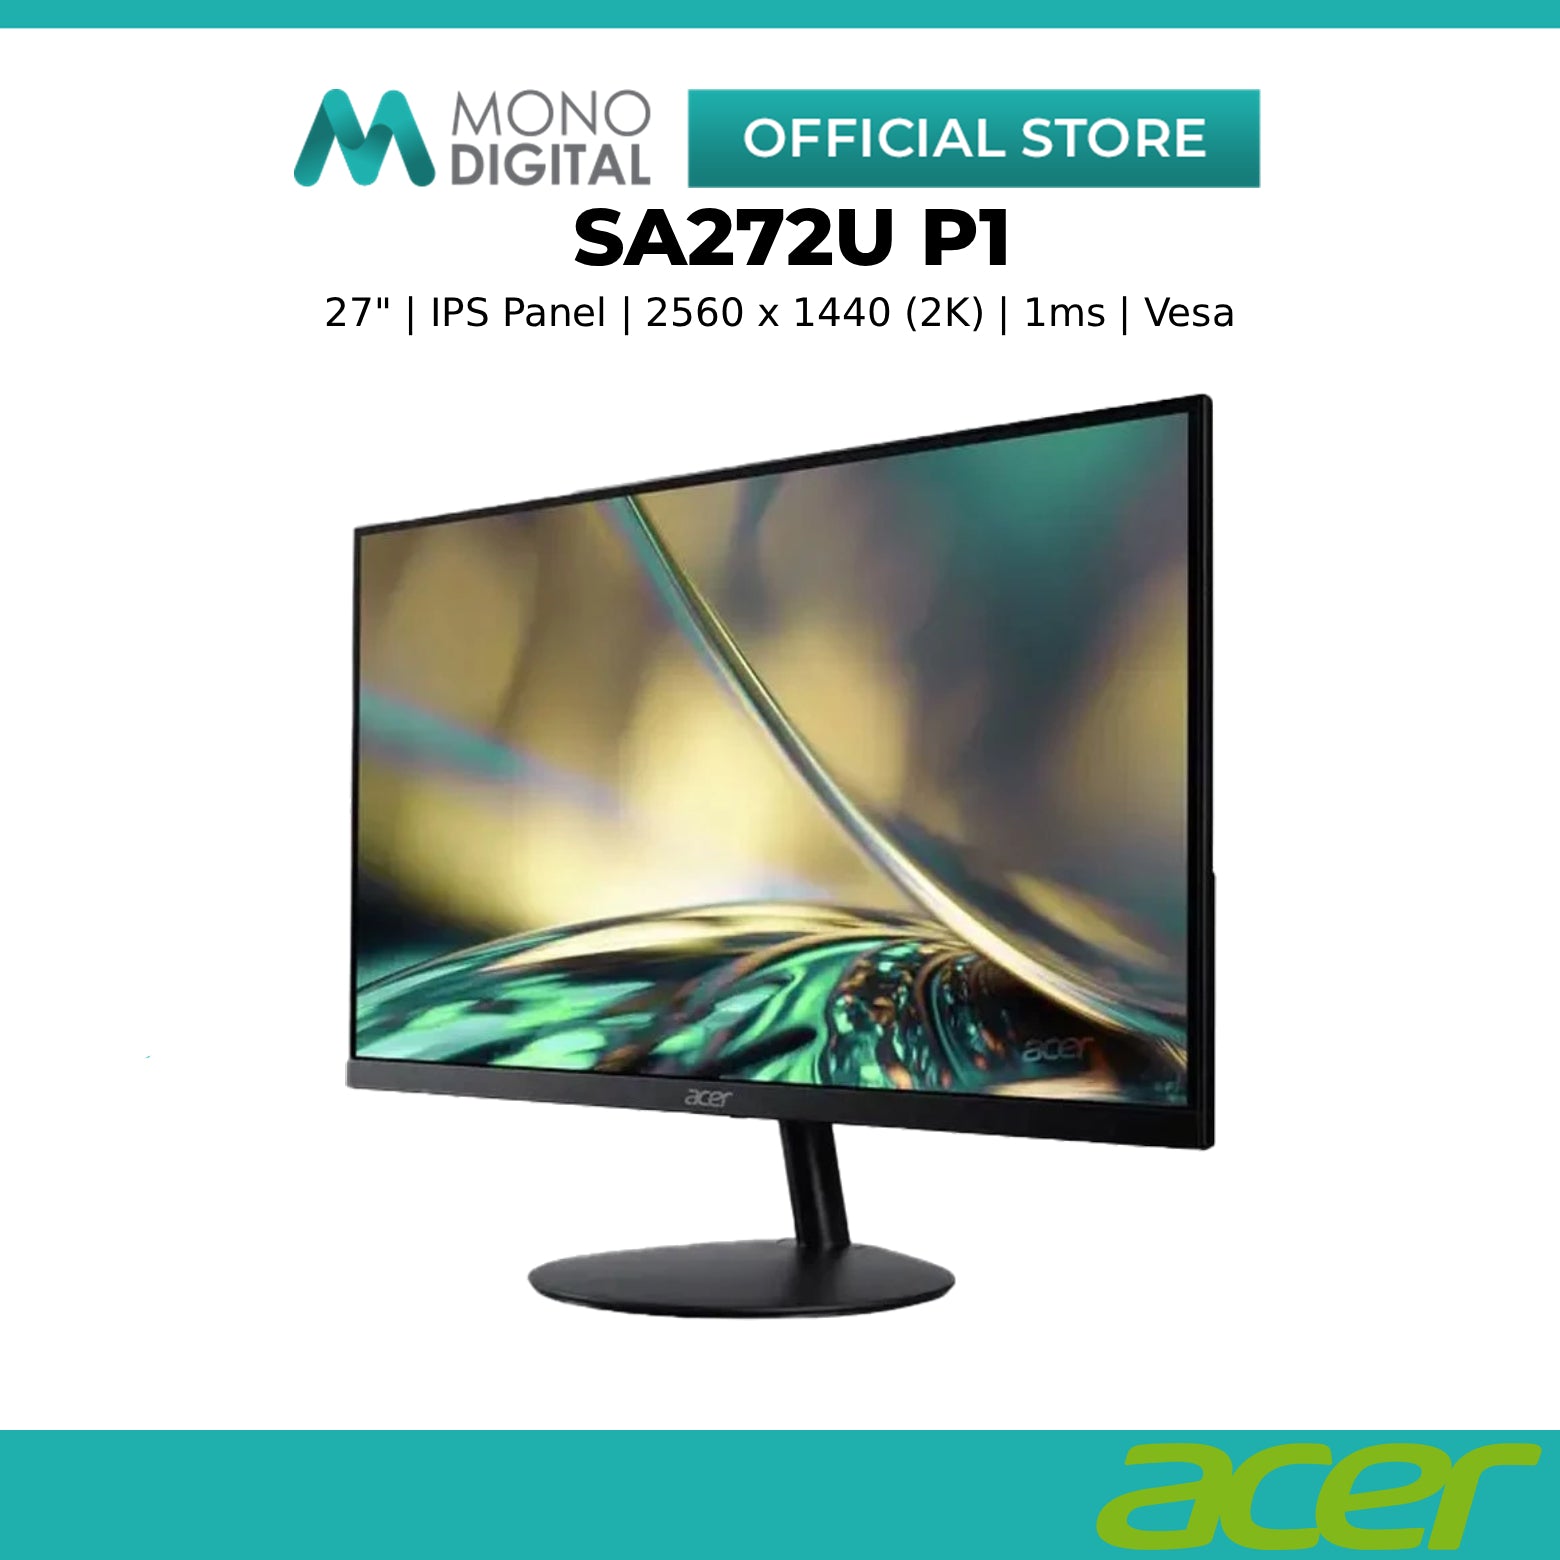 MONO
DIGITAL
OFFICIAL STORE
SA272U P1
27" | IPS Panel | 2560 x 1440 (2K) | 1ms | Vesa
acer
acer
acer